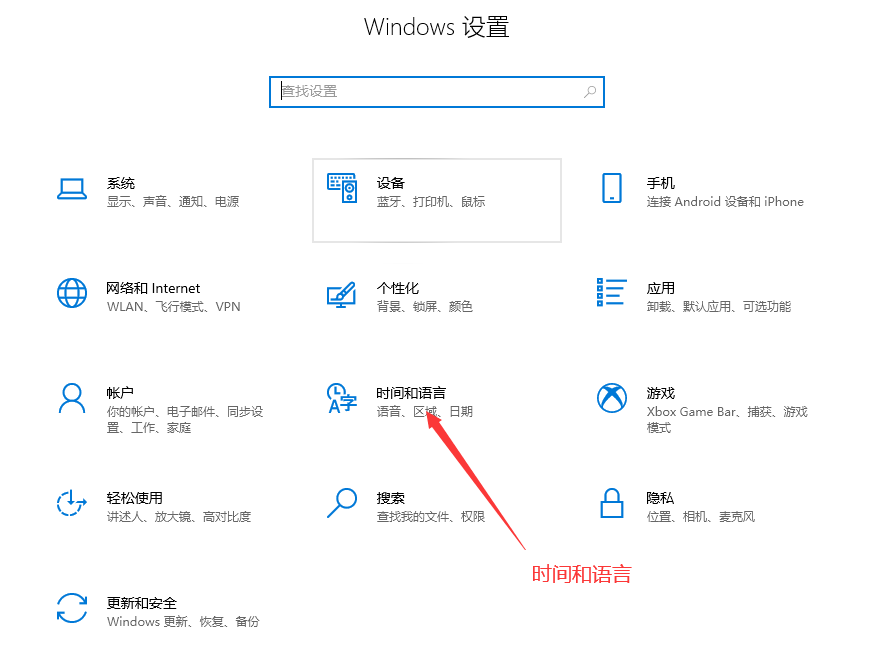 Windows 设置
查找设置
系统
显示、声音、通知、电源
设备
蓝牙、打印机、鼠标
手机
连接 Android 设备和 iPhone
网络和 Internet
WLAN、飞行模式、VPN
个性化
背景、锁屏、颜色
应用
卸载、默认应用、可选功能
帐户
你的帐户、电子邮件、同步设
置、工作、家庭
时间和语言
语音、区域、日期
游戏
Xbox Game Bar、捕获、游戏
模式
轻松使用
讲述人、放大镜、高对比度
搜索
查找我的文件、权限
隐私
位置、相机、麦克风
时间和语言
更新和安全
Windows 更新、恢复、备份